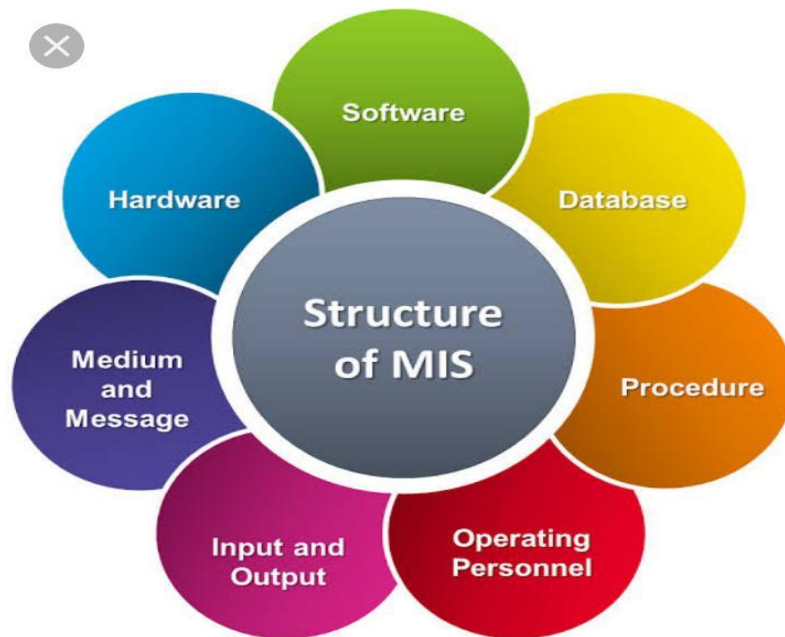 Software
Hardware
Database
Structure
of MIS
Medium
and
Message
Procedure
Input and
Output
Operating
Personnel